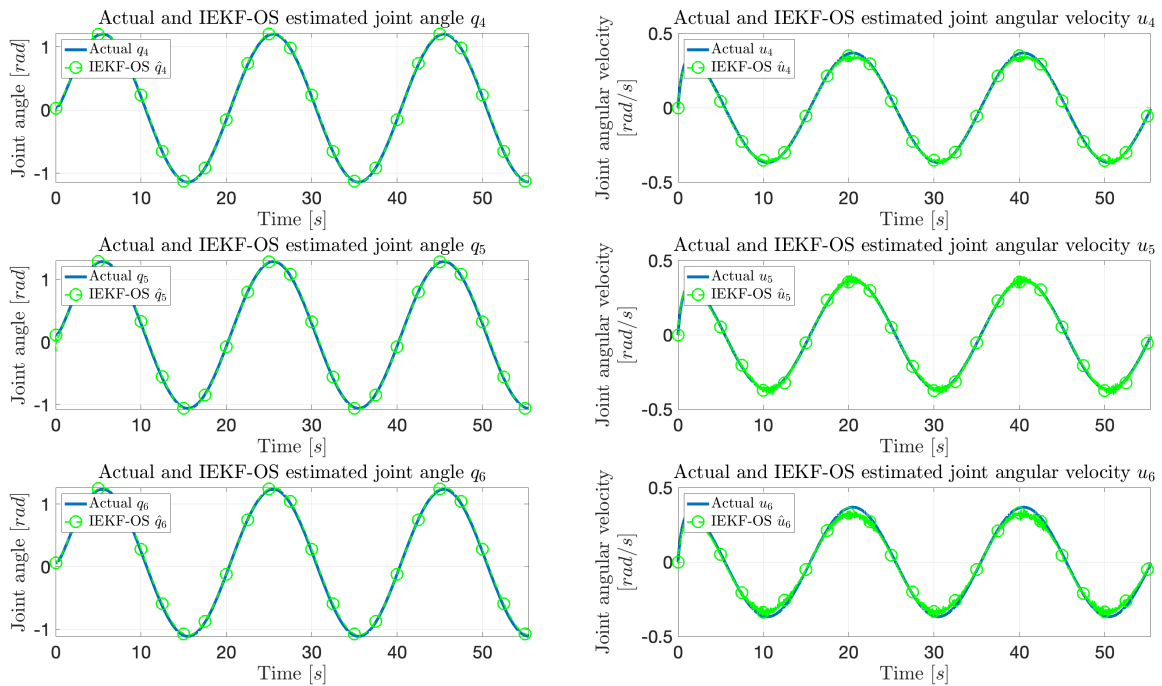 Actual and IEKF-OS estimated joint angle q₄
Joint angle [rad]
1
0
-1
Actual q₄
IEKF-OS q̂₄
0 10 20 30 40 50
Time [s]
Actual and IEKF-OS estimated joint angular velocity u₄
Joint angular velocity
[rad/s]
0.5
0
-0.5
Actual u₄
IEKF-OS û₄
0 10 20 30 40 50
Time [s]
Actual and IEKF-OS estimated joint angle q₅
Joint angle [rad]
1
0
-1
Actual q₅
IEKF-OS q̂₅
0 10 20 30 40 50
Time [s]
Actual and IEKF-OS estimated joint angular velocity u₅
Joint angular velocity
[rad/s]
0.5
0
-0.5
Actual u₅
IEKF-OS û₅
0 10 20 30 40 50
Time [s]
Actual and IEKF-OS estimated joint angle q₆
Joint angle [rad]
1
0
-1
Actual q₆
IEKF-OS q̂₆
0 10 20 30 40 50
Time [s]
Actual and IEKF-OS estimated joint angular velocity u₆
Joint angular velocity
[rad/s]
0.5
0
-0.5
Actual u₆
IEKF-OS û₆
0 10 20 30 40 50
Time [s]